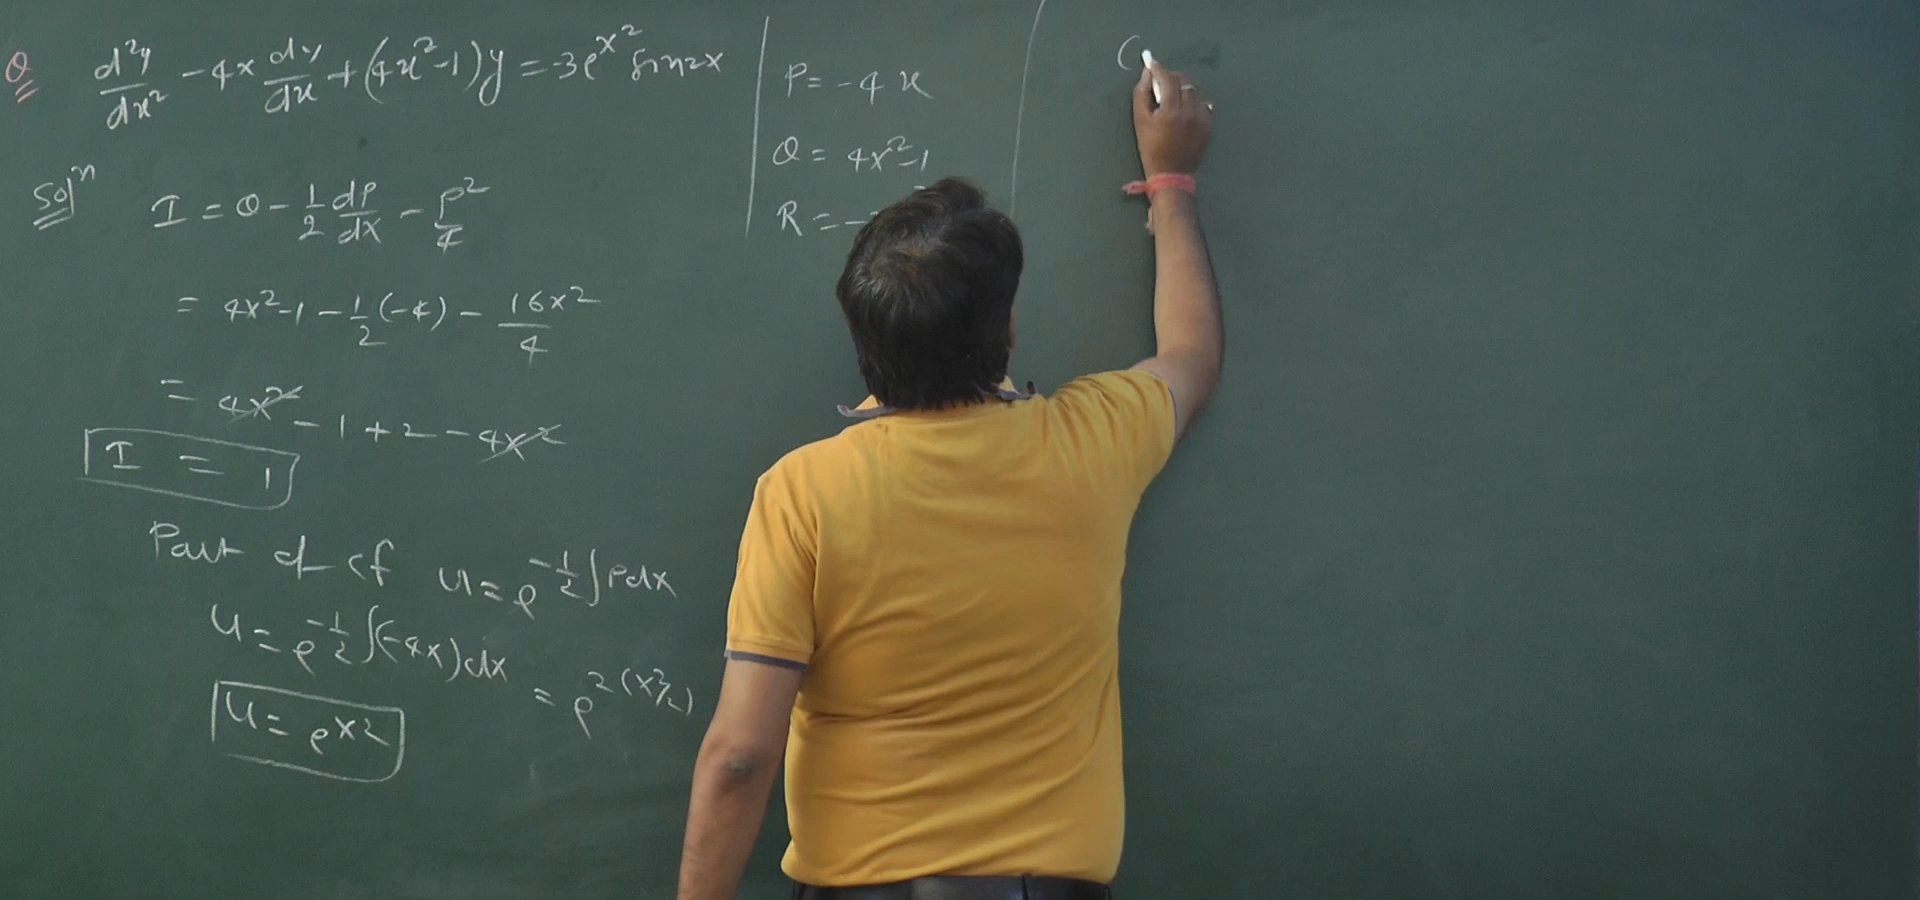 Q d²y/dx² - 4x dy/dx + (4x²-1)y = -3e^x² sin2x
Solⁿ I = Q - 1/2 dP/dx - P²/4
= 4x²-1 - 1/2 (-4) - 16x²/4
= 4x² - 1 + 2 - 4x²
I = 1
Part of cf u = e^-1/2∫Pdx
u = e^-1/2∫(-4x)dx = e^2(x²/2)
u = e^x²
P = -4x
Q = 4x²-1
R = -
(